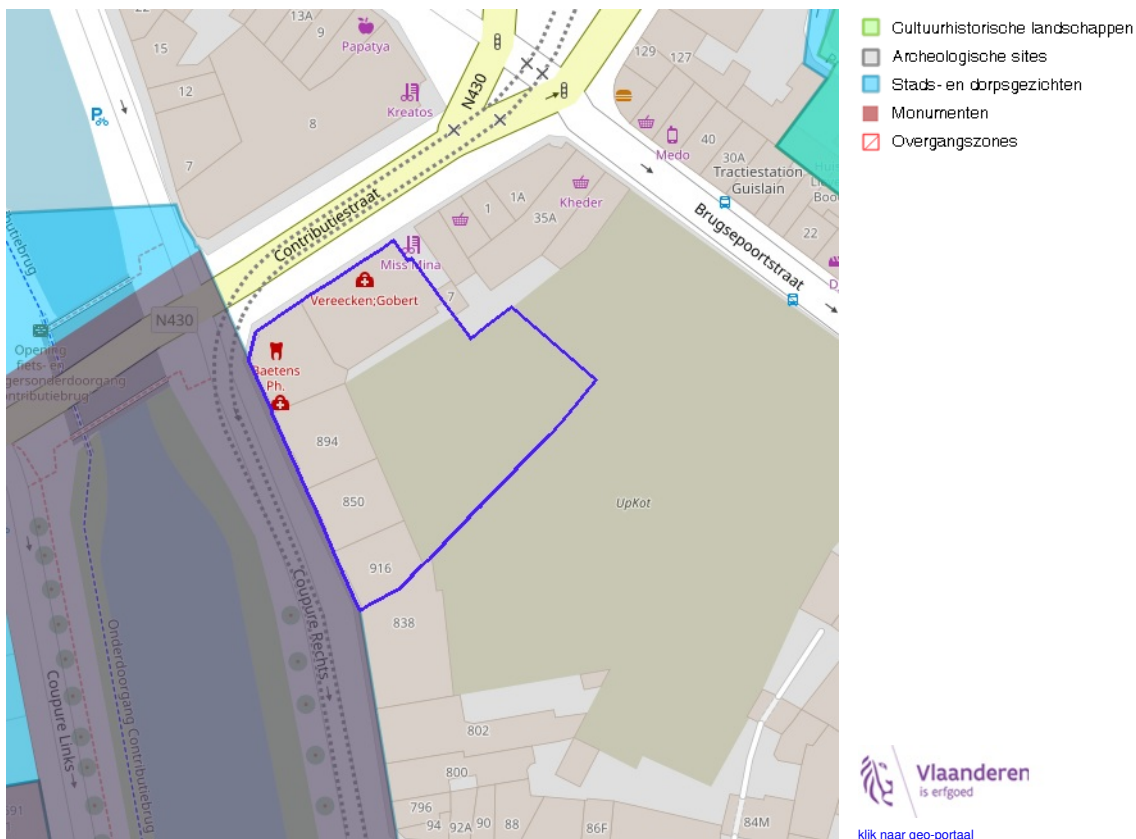 22
13A
9
15
Papatya
12
N430
Kreatos
8
7
129
127
Medo
40
30A
Tractiestation
Guislain
22
Brugsepoortstraat
Contributiestraat
1A
1
35A
Kheder
Miss Mina
7
Vereecken;Gobert
N430
Opening
fiets- en
Baetens
Ph.
894
850
916
838
UpKot
Coupure Rechts
Coupure Links
Onderdoorgang Contributiebrug
802
800
796
94
92A
90
88
86F
84M
Cultuurhistorische landschappen
Archeologische sites
Stads- en dorpsgezichten
Monumenten
Overgangszones
Vlaanderen
is erfgoed
klik naar geo-portaal